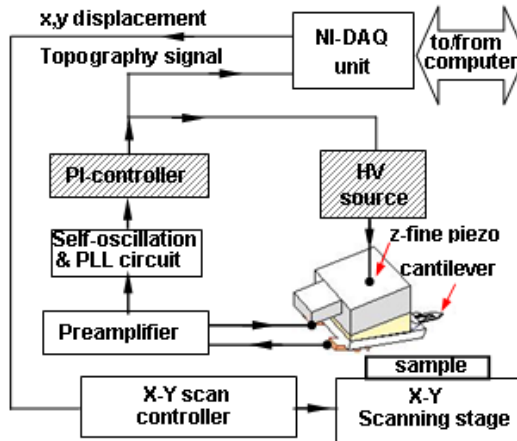 x,y displacement
Topography signal
NI-DAQ
unit
to/from
computer
PI-controller
HV
source
Self-oscillation
& PLL circuit
z-fine piezo
cantilever
Preamplifier
sample
X-Y scan
controller
X-Y
Scanning stage